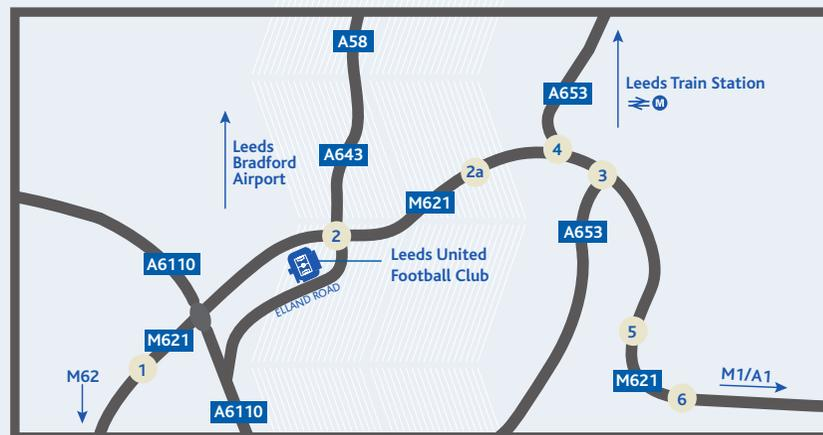 A58
A653
Leeds Train Station
M
Leeds
Bradford
Airport
A643
4
2a
3
M621
2
A653
Leeds United
Football Club
A6110
ELLAND ROAD
5
M621
1
M62
M621
M1/A1
6
A6110